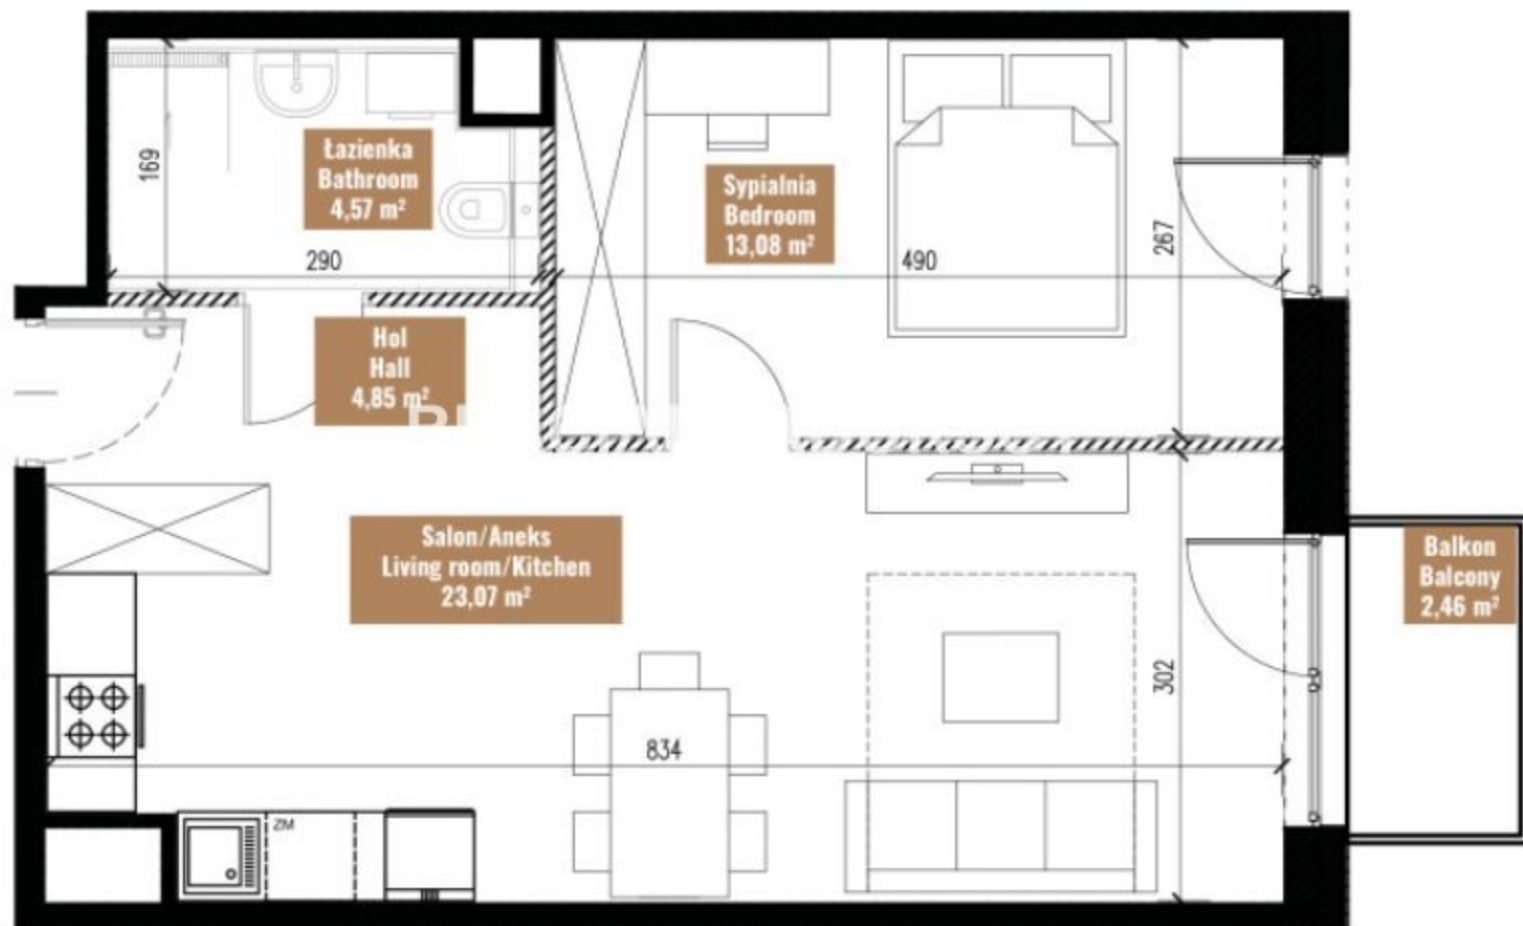 Łazienka
Bathroom
4,57 m²
169
290
Sypialnia
Bedroom
13,08 m²
490
267
Hol
Hall
4,85 m²
Salon/Aneks
Living room/Kitchen
23,07 m²
302
834
ZM
Balkon
Balcony
2,46 m²